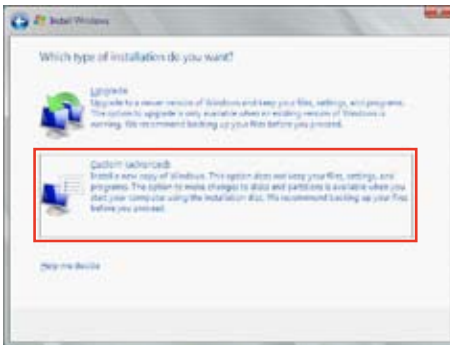 Install Windows
Which type of installation do you want?
Upgrade
Upgrade to a newer version of Windows and keep your files, settings, and programs.
The option to upgrade is only available when an existing version of Windows is
running. We recommend backing up your files before you proceed.
Custom (advanced)
Install a new copy of Windows. This option does not keep your files, settings, and
programs. The option to make changes to disks and partitions is available when you
start your computer using the installation disc. We recommend backing up your files
before you proceed.
Help me decide